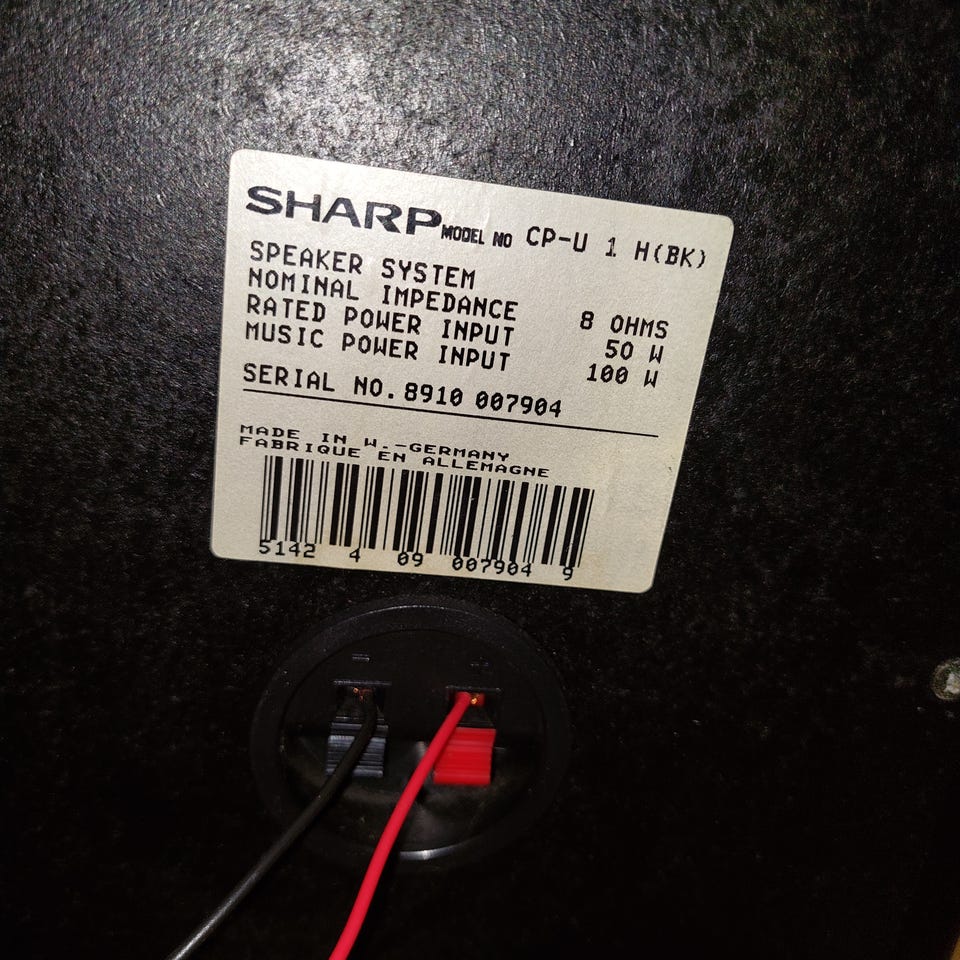 SHARP MODEL NO CP-U 1 H(BK)
SPEAKER SYSTEM
NOMINAL IMPEDANCE 8 OHMS
RATED POWER INPUT 50 W
MUSIC POWER INPUT 100 W
SERIAL NO. 8910 007904
MADE IN W.-GERMANY
FABRIQUE EN ALLEMAGNE
5142 4 09 007904 9
- +